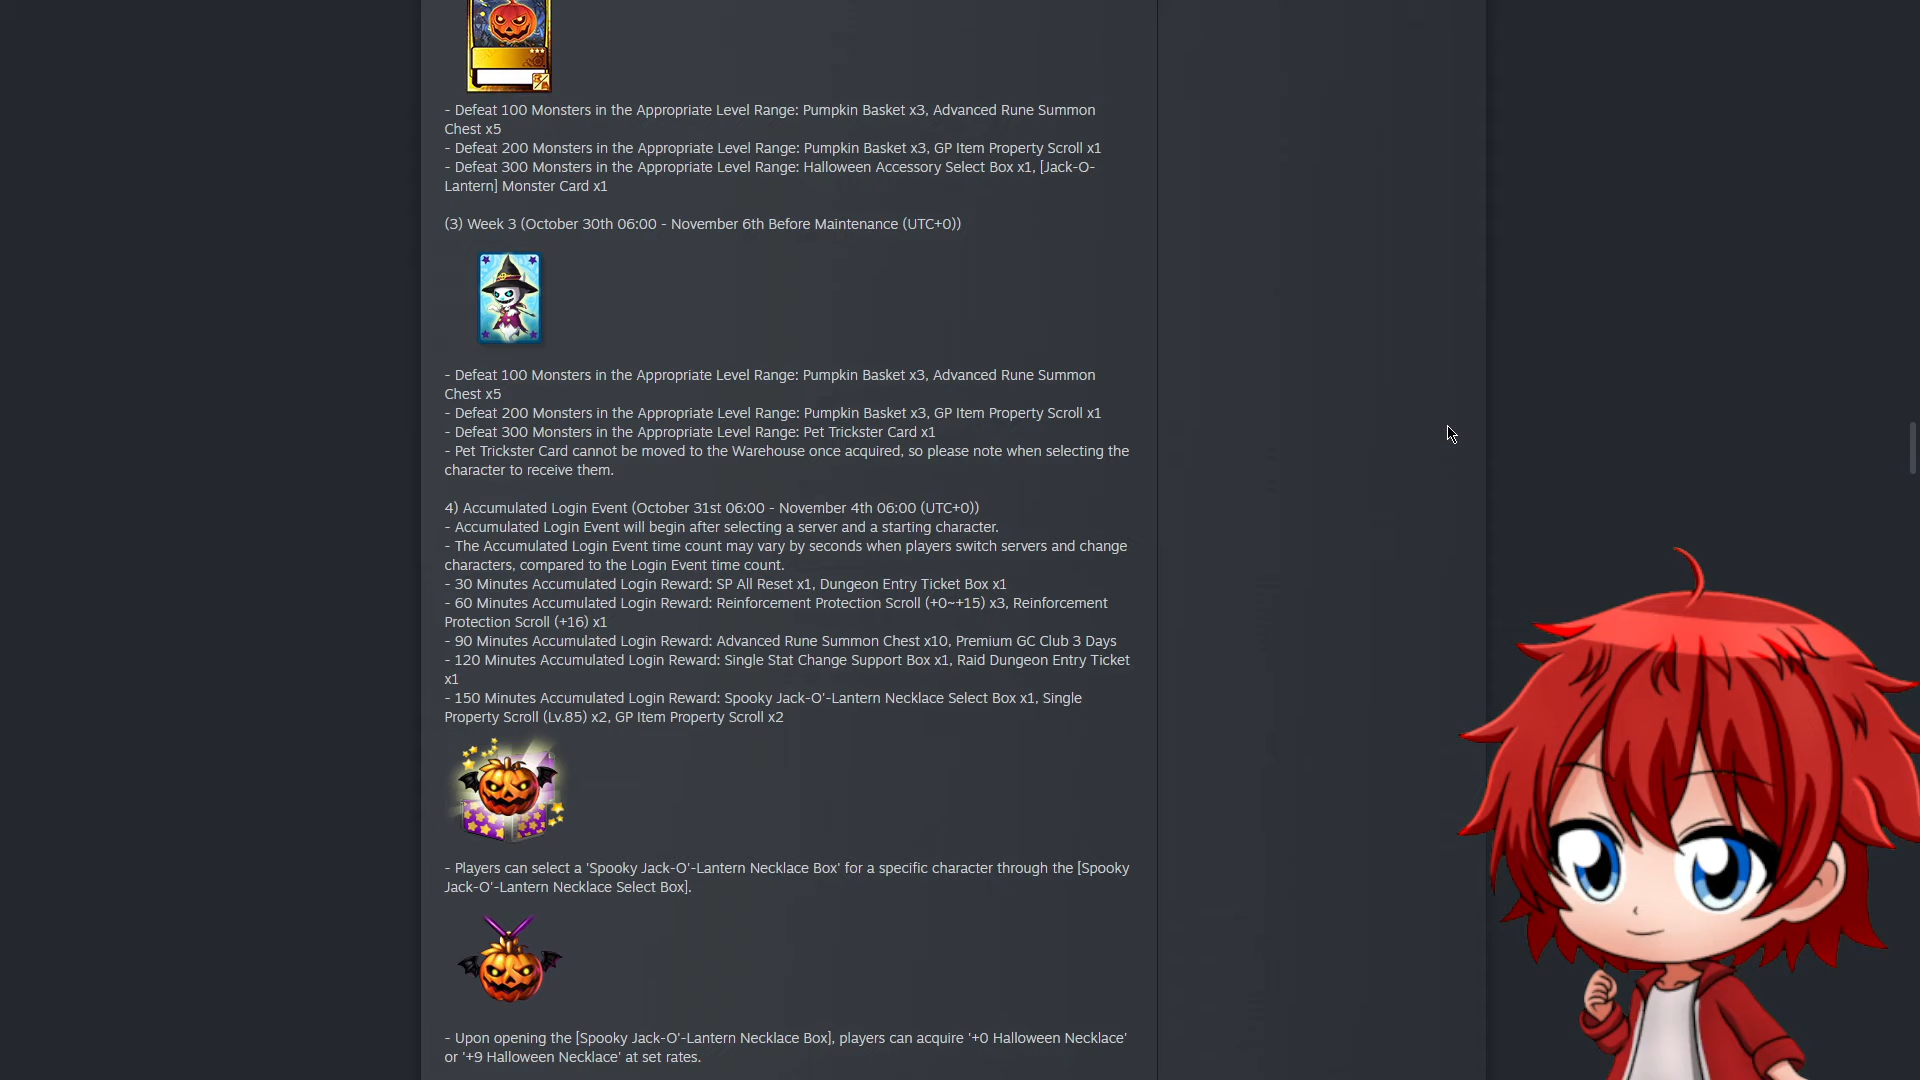 - Defeat 100 Monsters in the Appropriate Level Range: Pumpkin Basket x3, Advanced Rune Summon
Chest x5
- Defeat 200 Monsters in the Appropriate Level Range: Pumpkin Basket x3, GP Item Property Scroll x1
- Defeat 300 Monsters in the Appropriate Level Range: Halloween Accessory Select Box x1, [Jack-O-
Lantern] Monster Card x1
(3) Week 3 (October 30th 06:00 - November 6th Before Maintenance (UTC+0))
- Defeat 100 Monsters in the Appropriate Level Range: Pumpkin Basket x3, Advanced Rune Summon
Chest x5
- Defeat 200 Monsters in the Appropriate Level Range: Pumpkin Basket x3, GP Item Property Scroll x1
- Defeat 300 Monsters in the Appropriate Level Range: Pet Trickster Card x1
- Pet Trickster Card cannot be moved to the Warehouse once acquired, so please note when selecting the
character to receive them.
4) Accumulated Login Event (October 31st 06:00 - November 4th 06:00 (UTC+0))
- Accumulated Login Event will begin after selecting a server and a starting character.
- The Accumulated Login Event time count may vary by seconds when players switch servers and change
characters, compared to the Login Event time count.
- 30 Minutes Accumulated Login Reward: SP All Reset x1, Dungeon Entry Ticket Box x1
- 60 Minutes Accumulated Login Reward: Reinforcement Protection Scroll (+0~+15) x3, Reinforcement
Protection Scroll (+16) x1
- 90 Minutes Accumulated Login Reward: Advanced Rune Summon Chest x10, Premium GC Club 3 Days
- 120 Minutes Accumulated Login Reward: Single Stat Change Support Box x1, Raid Dungeon Entry Ticket
x1
- 150 Minutes Accumulated Login Reward: Spooky Jack-O'-Lantern Necklace Select Box x1, Single
Property Scroll (Lv.85) x2, GP Item Property Scroll x2
- Players can select a 'Spooky Jack-O'-Lantern Necklace Box' for a specific character through the [Spooky
Jack-O'-Lantern Necklace Select Box].
- Upon opening the [Spooky Jack-O'-Lantern Necklace Box], players can acquire '+0 Halloween Necklace'
or '+9 Halloween Necklace' at set rates.